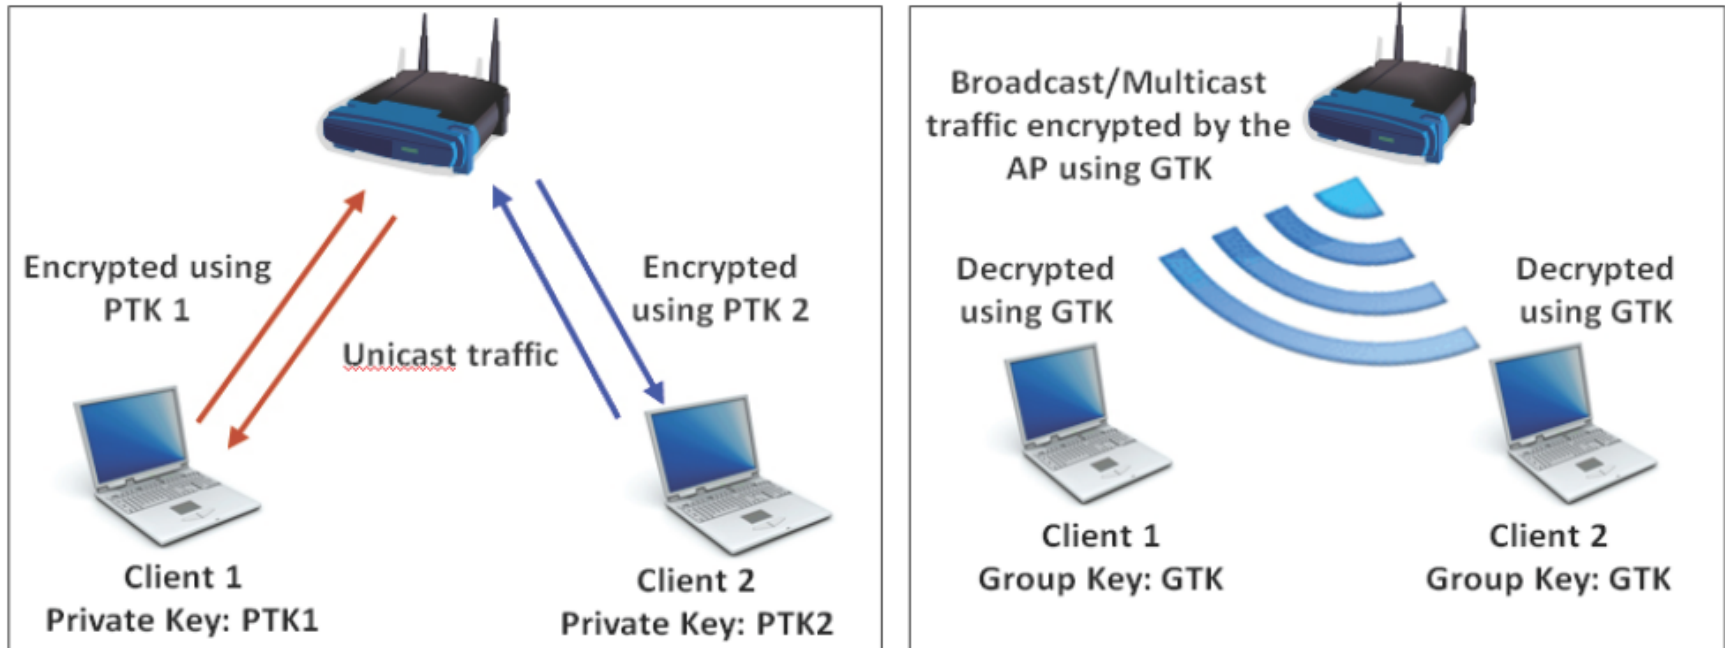 Encrypted using
PTK 1
Unicast traffic
Encrypted
using PTK 2
Client 1
Private Key: PTK1
Client 2
Private Key: PTK2
Broadcast/Multicast
traffic encrypted by the
AP using GTK
Decrypted
using GTK
Decrypted
using GTK
Client 1
Group Key: GTK
Client 2
Group Key: GTK